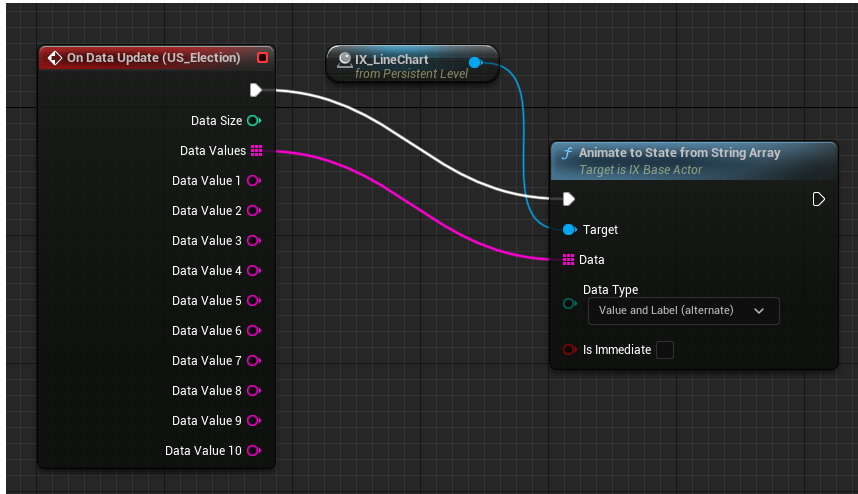 On Data Update (US_Election)
IX_LineChart
from Persistent Level
Data Size
Data Values
Data Value 1
Data Value 2
Data Value 3
Data Value 4
Data Value 5
Data Value 6
Data Value 7
Data Value 8
Data Value 9
Data Value 10
f Animate to State from String Array
Target is IX Base Actor
Target
Data
Data Type
Value and Label (alternate)
Is Immediate